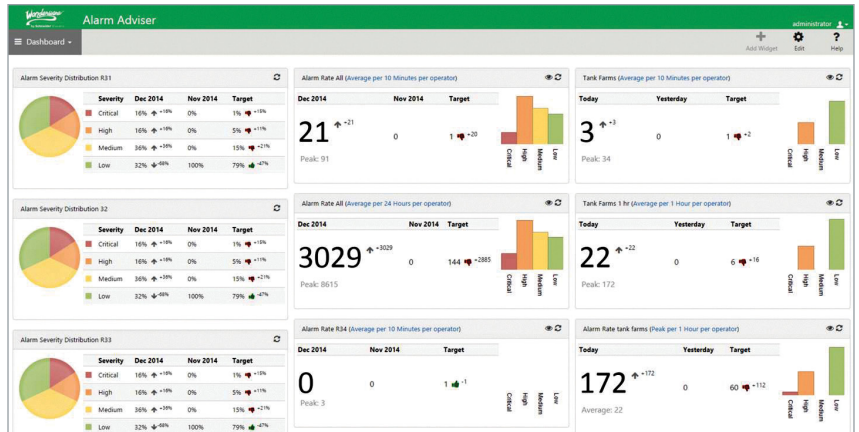 Wonderware
by Schneider Electric
Alarm Adviser
administrator
Dashboard
Add Widget
Edit
Help
Alarm Severity Distribution R31
Severity Dec 2014 Nov 2014 Target
Critical 16% +16% 0% 1% +15%
High 16% +16% 0% 5% +11%
Medium 36% +36% 0% 15% +21%
Low 32% -68% 100% 79% -47%
Alarm Rate All (Average per 10 Minutes per operator)
Dec 2014 Nov 2014 Target
21 +21 0 1 +20
Peak: 91
Critical
High
Medium
Low
Tank Farms (Average per 10 Minutes per operator)
Today Yesterday Target
3 +3 0 1 +2
Peak: 34
Critical
High
Medium
Low
Alarm Severity Distribution 32
Severity Dec 2014 Nov 2014 Target
Critical 16% +16% 0% 1% +15%
High 16% +16% 0% 5% +11%
Medium 36% +36% 0% 15% +21%
Low 32% -68% 100% 79% -47%
Alarm Rate All (Average per 24 Hours per operator)
Dec 2014 Nov 2014 Target
3029 +3029 0 144 +2885
Peak: 8615
Critical
High
Medium
Low
Tank Farms 1 hr (Average per 1 Hour per operator)
Today Yesterday Target
22 +22 0 6 +16
Peak: 172
Critical
High
Medium
Low
Alarm Severity Distribution R33
Severity Dec 2014 Nov 2014 Target
Critical 16% +16% 0% 1% +15%
High 16% +16% 0% 5% +11%
Medium 36% +36% 0% 15% +21%
Low 32% -68% 100% 79% -47%
Alarm Rate R34 (Average per 10 Minutes per operator)
Dec 2014 Nov 2014 Target
0 0 1 -1
Peak: 3
Critical
High
Medium
Low
Alarm Rate tank farms (Peak per 1 Hour per operator)
Today Yesterday Target
172 +172 0 60 +112
Average: 22
Critical
High
Medium
Low